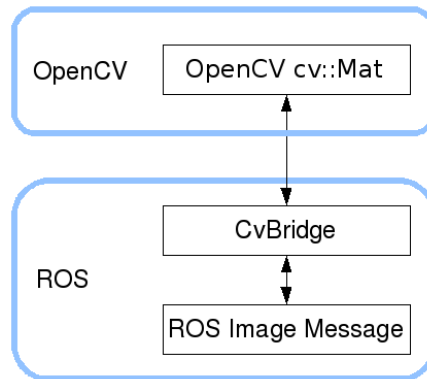 OpenCV
OpenCV cv::Mat
CvBridge
ROS
ROS Image Message